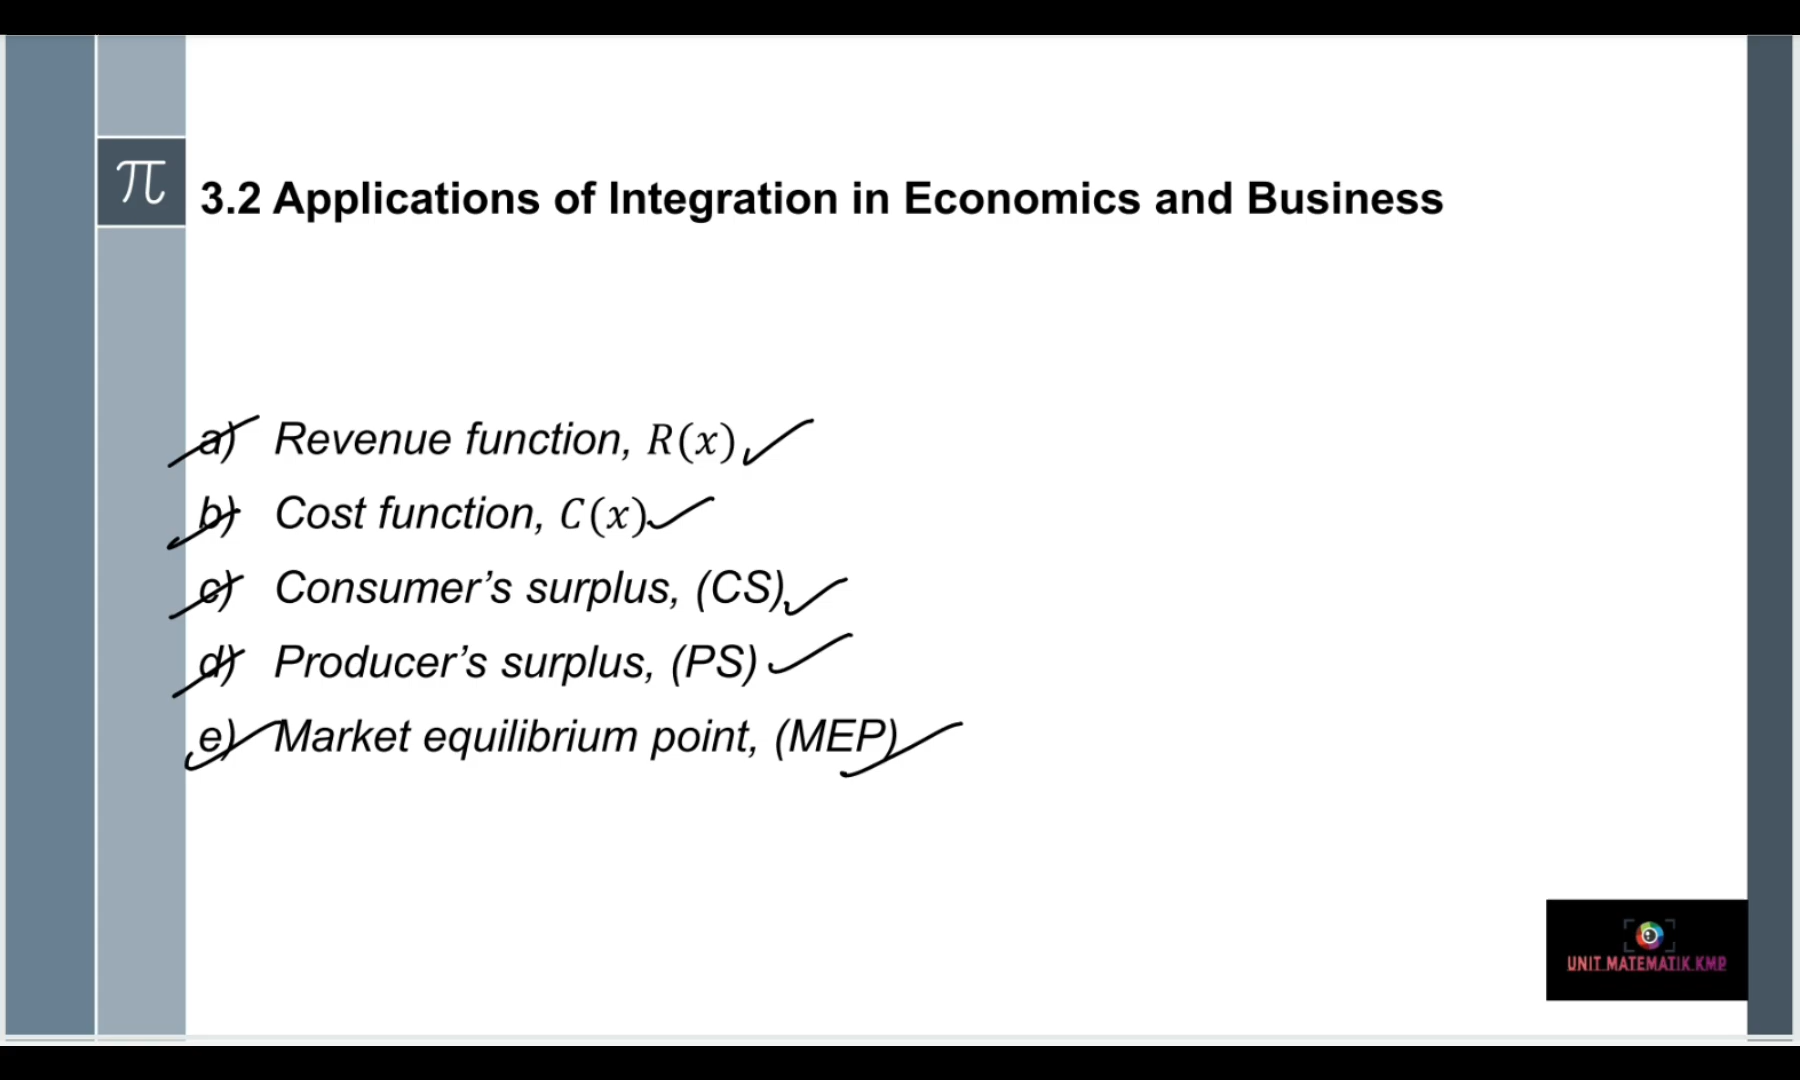 π
3.2 Applications of Integration in Economics and Business
a) Revenue function, R(x)
b) Cost function, C(x)
c) Consumer’s surplus, (CS)
d) Producer’s surplus, (PS)
e) Market equilibrium point, (MEP)
UNIT MATEMATIK KMP